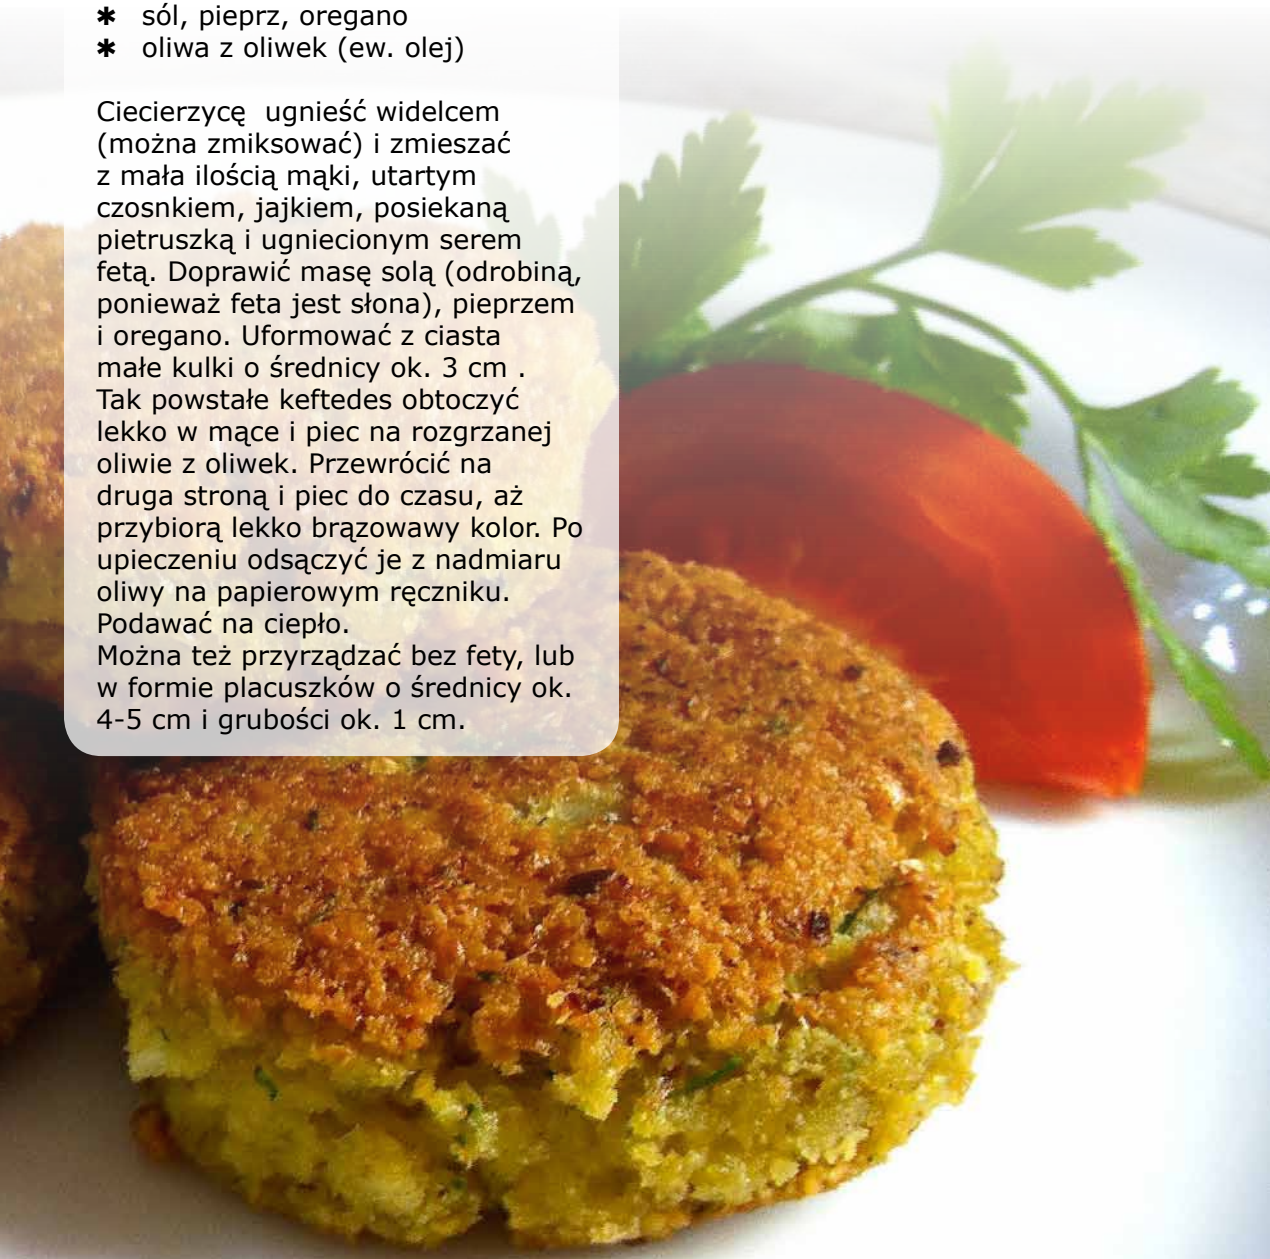 ✱ sól, pieprz, oregano
✱ oliwa z oliwek (ew. olej)
Ciecierzycę ugnieść widelcem
(można zmiksować) i zmieszać
z mała ilością mąki, utartym
czosnkiem, jajkiem, posiekaną
pietruszką i ugniecionym serem
fetą. Doprawić masę solą (odrobiną,
ponieważ feta jest słona), pieprzem
i oregano. Uformować z ciasta
małe kulki o średnicy ok. 3 cm .
Tak powstałe keftedes obtoczyć
lekko w mące i piec na rozgrzanej
oliwie z oliwek. Przewrócić na
druga stroną i piec do czasu, aż
przybiorą lekko brązowawy kolor. Po
upieczeniu odsączyć je z nadmiaru
oliwy na papierowym ręczniku.
Podawać na ciepło.
Można też przyrządzać bez fety, lub
w formie placuszków o średnicy ok.
4-5 cm i grubości ok. 1 cm.